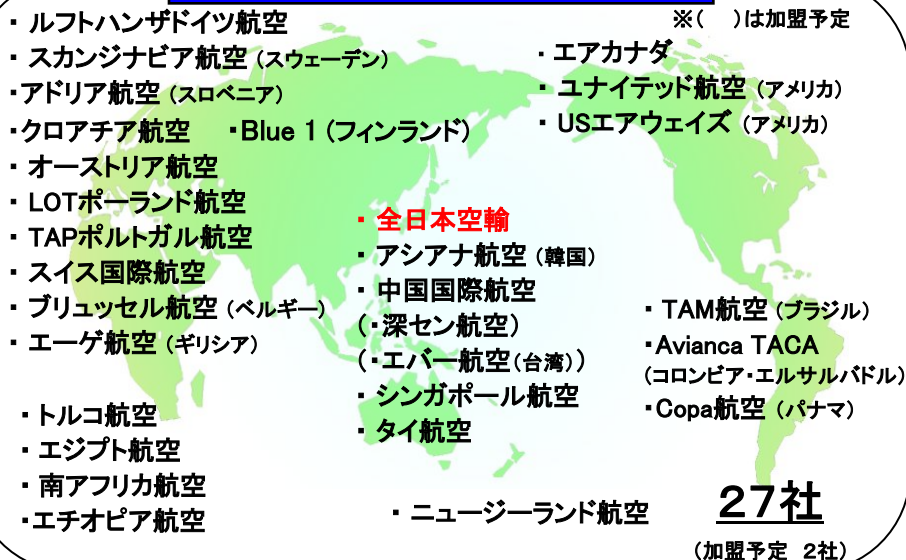 ※(　)は加盟予定
・ルフトハンザドイツ航空
・スカンジナビア航空（スウェーデン）
・アドリア航空（スロベニア）
・クロアチア航空　・Blue 1（フィンランド）
・オーストリア航空
・LOTポーランド航空
・TAPポルトガル航空
・スイス国際航空
・ブリュッセル航空（ベルギー）
・エーゲ航空（ギリシア）
・トルコ航空
・エジプト航空
・南アフリカ航空
・エチオピア航空
・全日本空輸
・アシアナ航空（韓国）
・中国国際航空
（・深セン航空）
（・エバー航空（台湾））
・シンガポール航空
・タイ航空
・ニュージーランド航空
・エアカナダ
・ユナイテッド航空（アメリカ）
・USエアウェイズ（アメリカ）
・TAM航空（ブラジル）
・Avianca TACA
（コロンビア・エルサルバドル）
・Copa航空（パナマ）
27社
（加盟予定　2社）